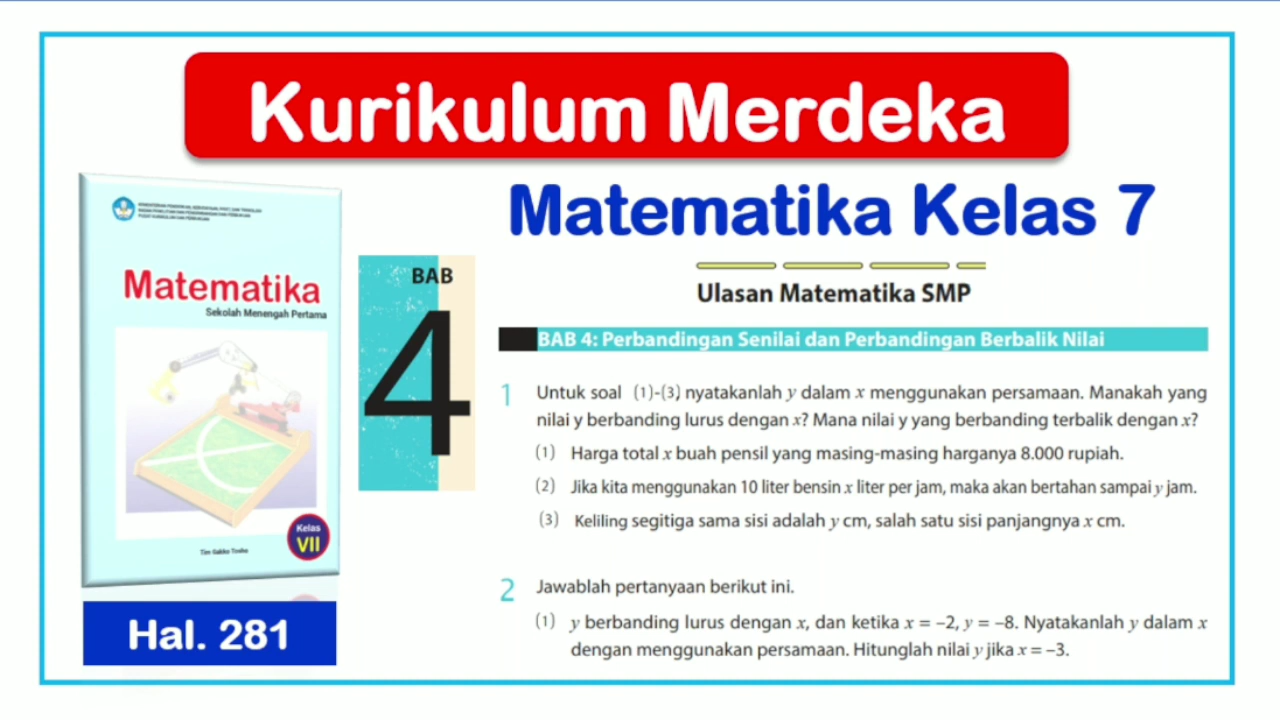 Kurikulum Merdeka
Matematika Kelas 7
Matematika
Sekolah Menengah Pertama
Kelas
VII
Tim Gakko Tosho
Hal. 281
BAB
4
Ulasan Matematika SMP
BAB 4: Perbandingan Senilai dan Perbandingan Berbalik Nilai
1 Untuk soal (1)-(3) nyatakanlah y dalam x menggunakan persamaan. Manakah yang
nilai y berbanding lurus dengan x? Mana nilai y yang berbanding terbalik dengan x?
(1) Harga total x buah pensil yang masing-masing harganya 8.000 rupiah.
(2) Jika kita menggunakan 10 liter bensin x liter per jam, maka akan bertahan sampai y jam.
(3) Keliling segitiga sama sisi adalah y cm, salah satu sisi panjangnya x cm.
2 Jawablah pertanyaan berikut ini.
(1) y berbanding lurus dengan x, dan ketika x = –2, y = –8. Nyatakanlah y dalam x
dengan menggunakan persamaan. Hitunglah nilai y jika x = –3.